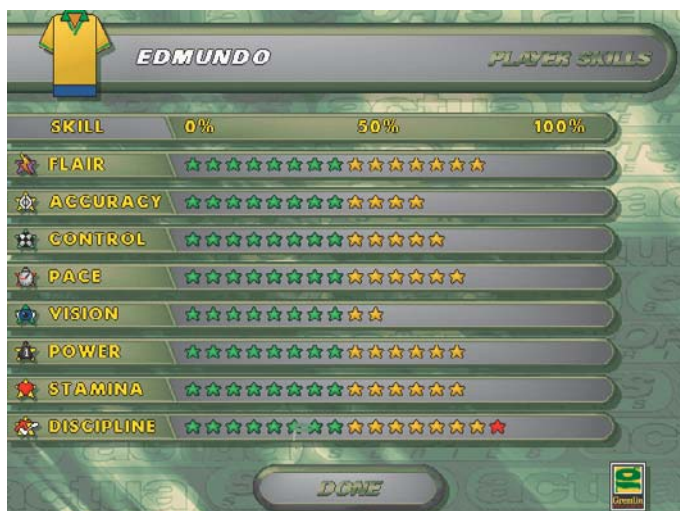 EDMUNDO
PLAYER SKILLS
SKILL 0% 50% 100%
FLAIR
ACCURACY
CONTROL
PACE
VISION
POWER
STAMINA
DISCIPLINE
DONE
Gremlin